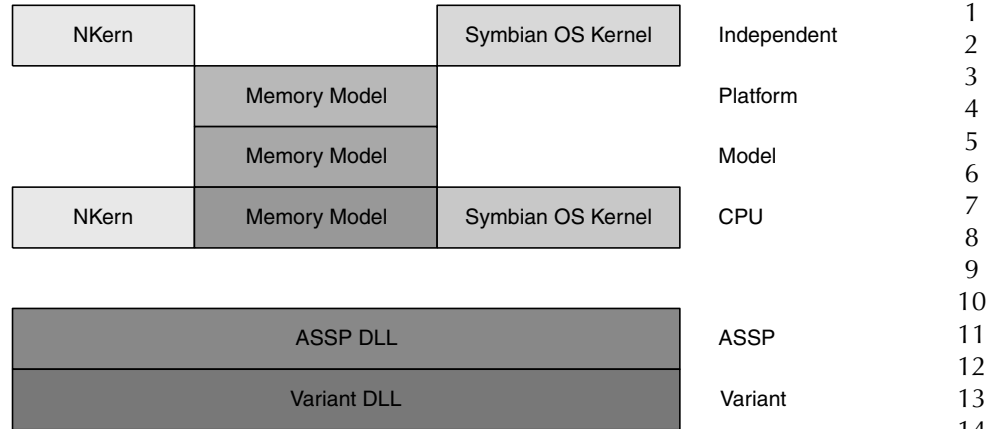 NKern Symbian OS Kernel Independent 1
2
Memory Model Platform 3
4
Memory Model Model 5
6
NKern Memory Model Symbian OS Kernel CPU 7
8
9
10
ASSP DLL ASSP 11
12
Variant DLL Variant 13
14